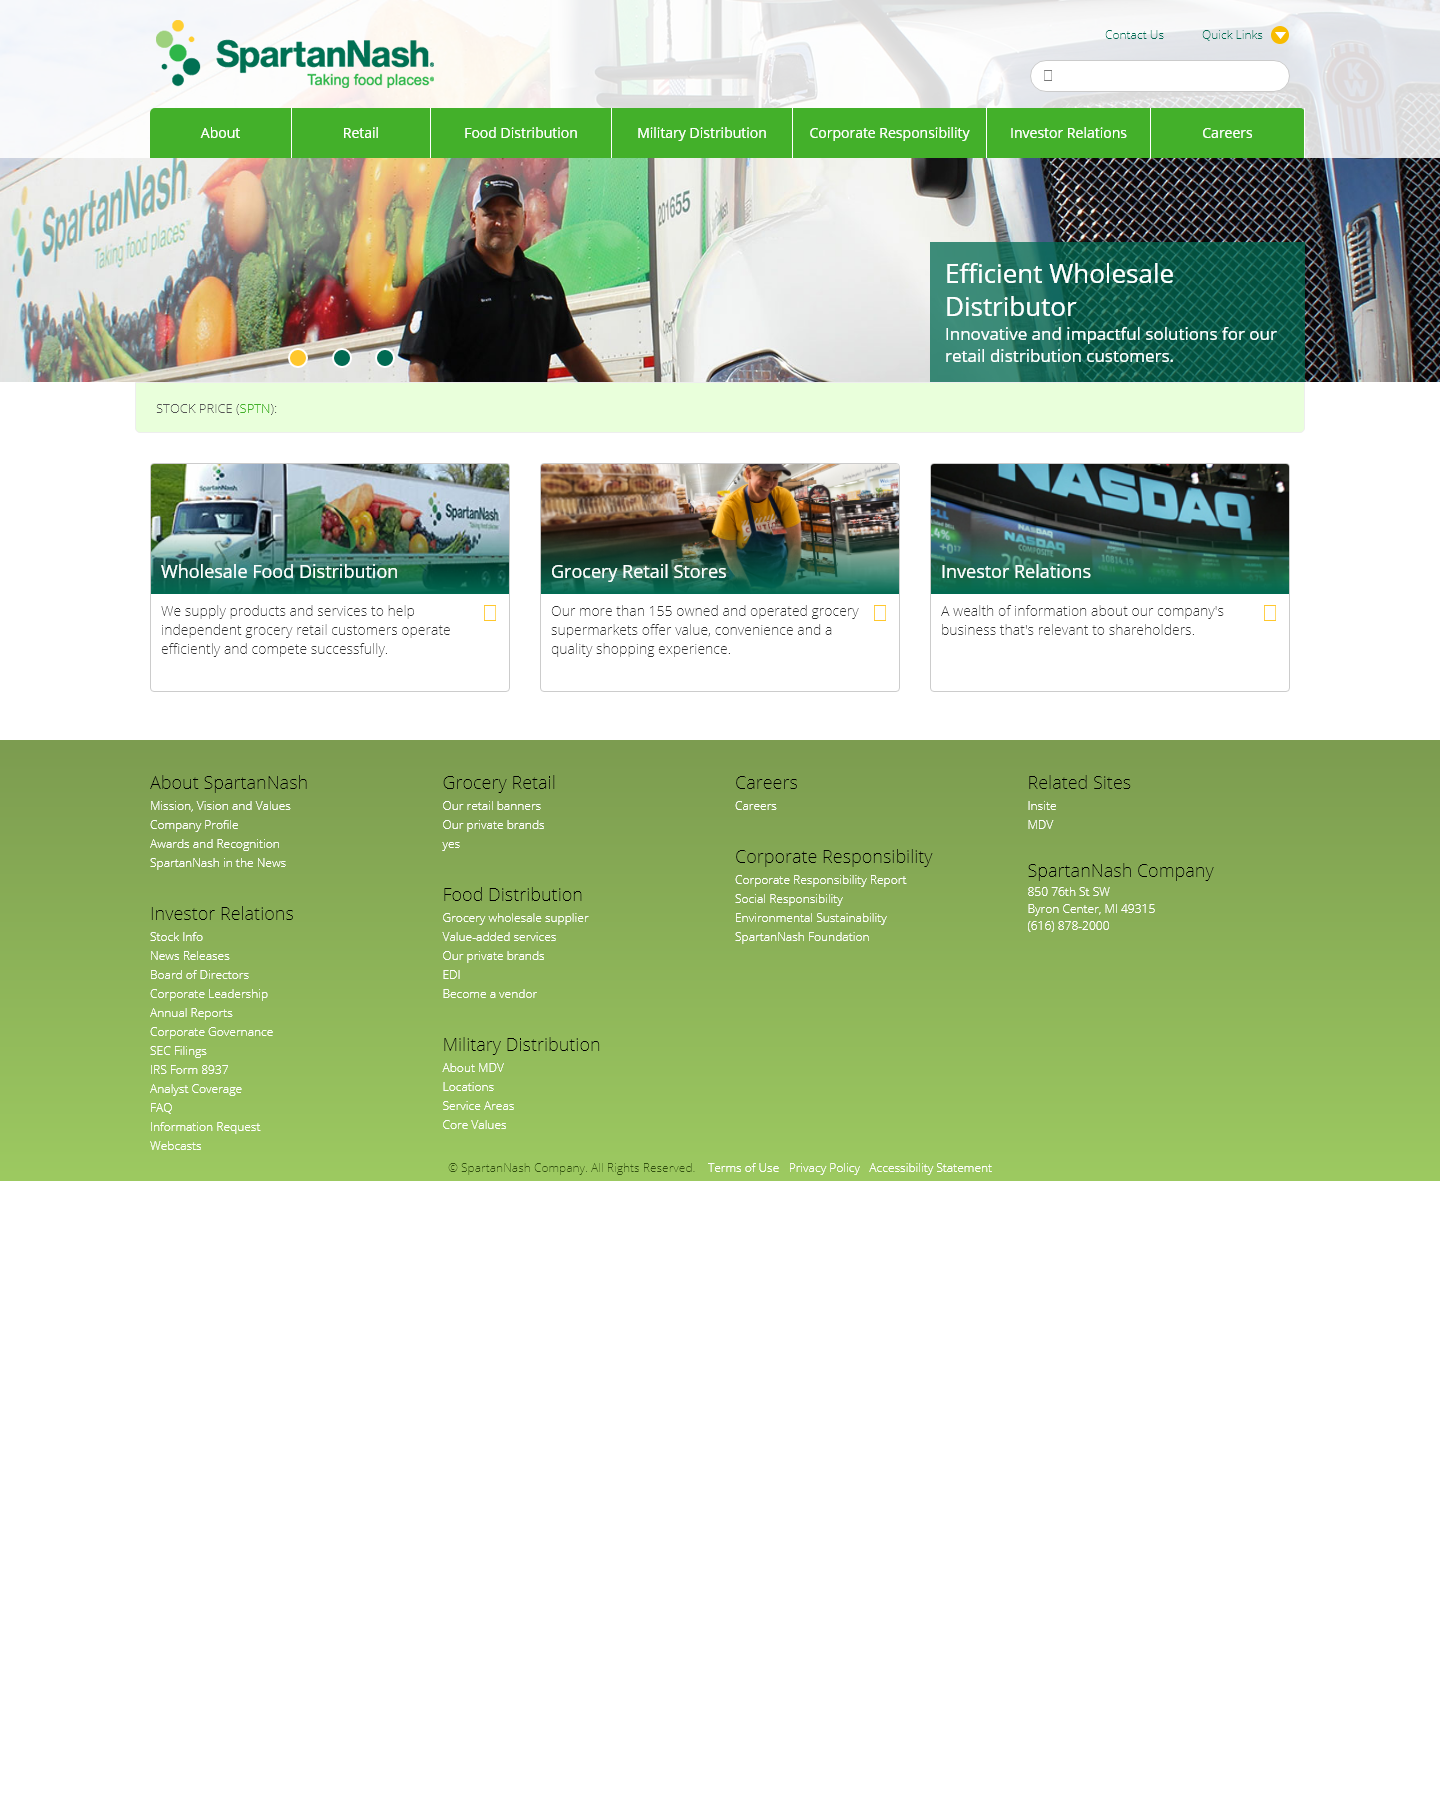 SpartanNash.
Taking food places®
Contact Us
Quick Links
About
Retail
Food Distribution
Military Distribution
Corporate Responsibility
Investor Relations
Careers
SpartanNash
Taking food places
201655
KW
Efficient Wholesale
Distributor
Innovative and impactful solutions for our
retail distribution customers.
STOCK PRICE (SPTN):
SpartanNash
SpartanNash
Wholesale Food Distribution
We supply products and services to help
independent grocery retail customers operate
efficiently and compete successfully.
Grocery Retail Stores
Our more than 155 owned and operated grocery
supermarkets offer value, convenience and a
quality shopping experience.
NASDAQ
NASDAQ
COMPOSITE
Investor Relations
A wealth of information about our company's
business that's relevant to shareholders.
About SpartanNash
Mission, Vision and Values
Company Profile
Awards and Recognition
SpartanNash in the News
Investor Relations
Stock Info
News Releases
Board of Directors
Corporate Leadership
Annual Reports
Corporate Governance
SEC Filings
IRS Form 8937
Analyst Coverage
FAQ
Information Request
Webcasts
Grocery Retail
Our retail banners
Our private brands
yes
Food Distribution
Grocery wholesale supplier
Value-added services
Our private brands
EDI
Become a vendor
Military Distribution
About MDV
Locations
Service Areas
Core Values
Careers
Careers
Corporate Responsibility
Corporate Responsibility Report
Social Responsibility
Environmental Sustainability
SpartanNash Foundation
Related Sites
Insite
MDV
SpartanNash Company
850 76th St SW
Byron Center, MI 49315
(616) 878-2000
© SpartanNash Company. All Rights Reserved. Terms of Use Privacy Policy Accessibility Statement